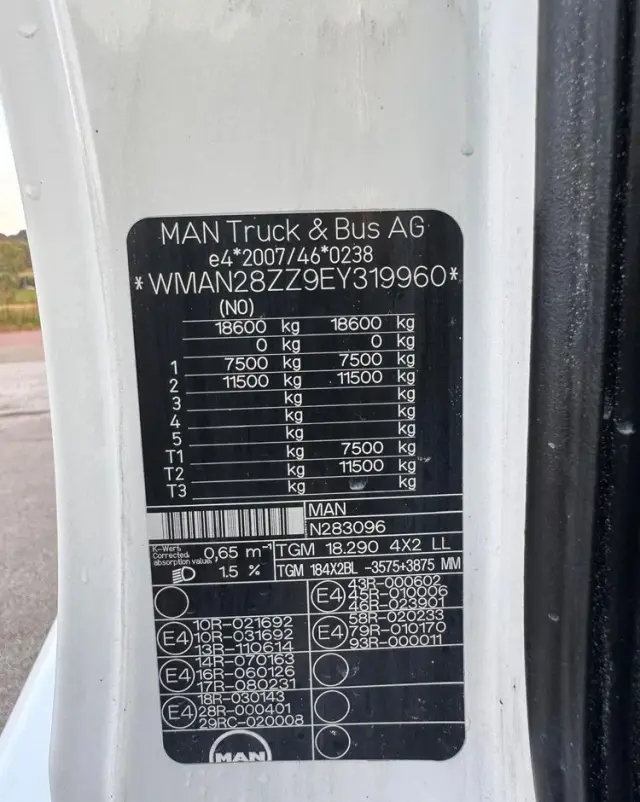 MAN Truck & Bus AG
e4*2007/46*0238
*WMAN28ZZ9EY319960*
(NO)
18600 kg 18600 kg
0 kg 0 kg
1 7500 kg 7500 kg
2 11500 kg 11500 kg
3 kg kg
4 kg kg
5 kg kg
T1 kg 7500 kg
T2 kg 11500 kg
T3 kg kg
MAN
N283096
K-Wert
Corrected
absorption value
0,65 m⁻¹
1.5 %
TGM 18.290 4X2 LL
TGM 184X2BL -3575+3875 MM
E4
43R-000602
45R-010006
46R-023901
E4
10R-021692
10R-031692
13R-110614
E4
58R-020233
79R-010170
93R-000011
E4
14R-070163
16R-060126
17R-080231
E4
18R-030143
28R-000401
29RC-020008
MAN